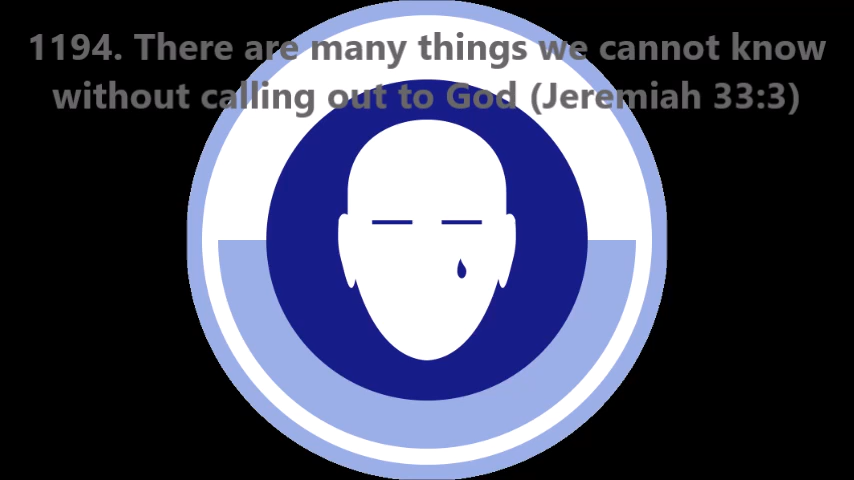 1194. There are many things we cannot know
without calling out to God (Jeremiah 33:3)